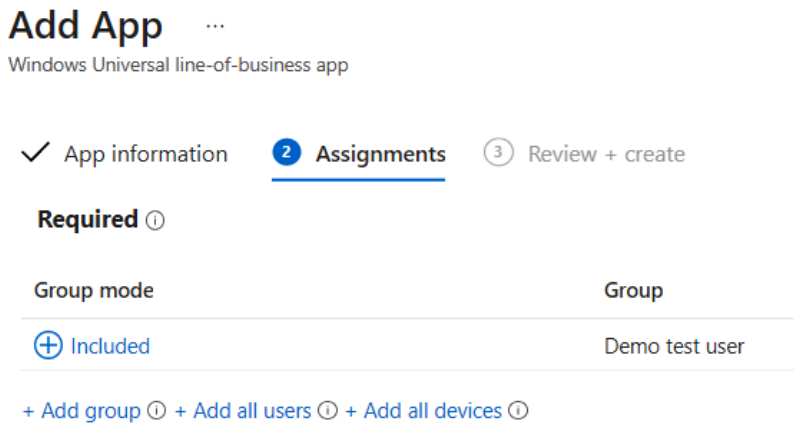 Add App ...
Windows Universal line-of-business app
App information 2 Assignments 3 Review + create
Required
Group mode Group
Included Demo test user
+ Add group + Add all users + Add all devices